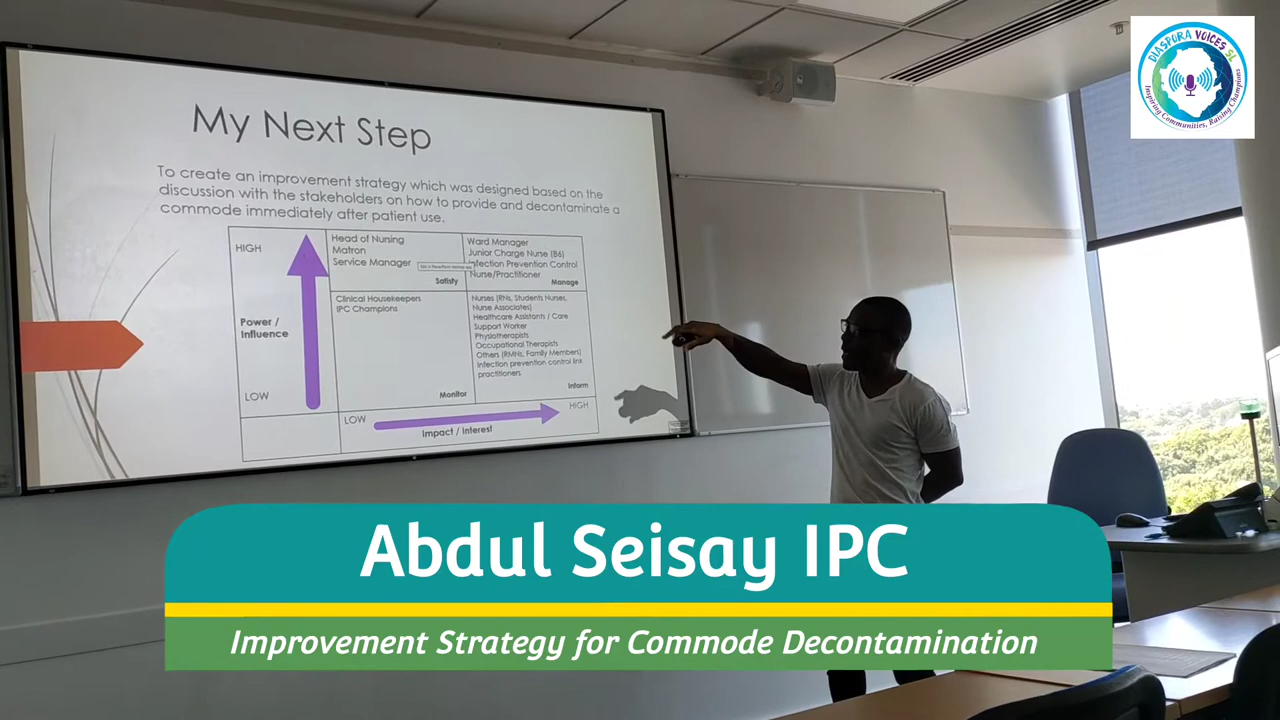 My Next Step
To create an improvement strategy which was designed based on the
discussion with the stakeholders on how to provide and decontaminate a
commode immediately after patient use.
HIGH
Power /
Influence
LOW
Head of Nursing
Matron
Service Manager
Satisfy
Ward Manager
Junior Charge Nurse (B6)
Infection Prevention Control
Nurse/Practitioner
Manage
Clinical Housekeepers
IPC Champions
Monitor
Nurses (RNs, Students Nurses,
Nurse Associates)
Healthcare Assistants / Care
Support Worker
Physiotherapists
Occupational Therapists
Others (RMNs, Family Members)
Infection prevention control link
practitioners
Inform
LOW
HIGH
Impact / Interest
DIASPORA VOICES SL
Inspiring Communities, Raising Champions
Abdul Seisay IPC
Improvement Strategy for Commode Decontamination